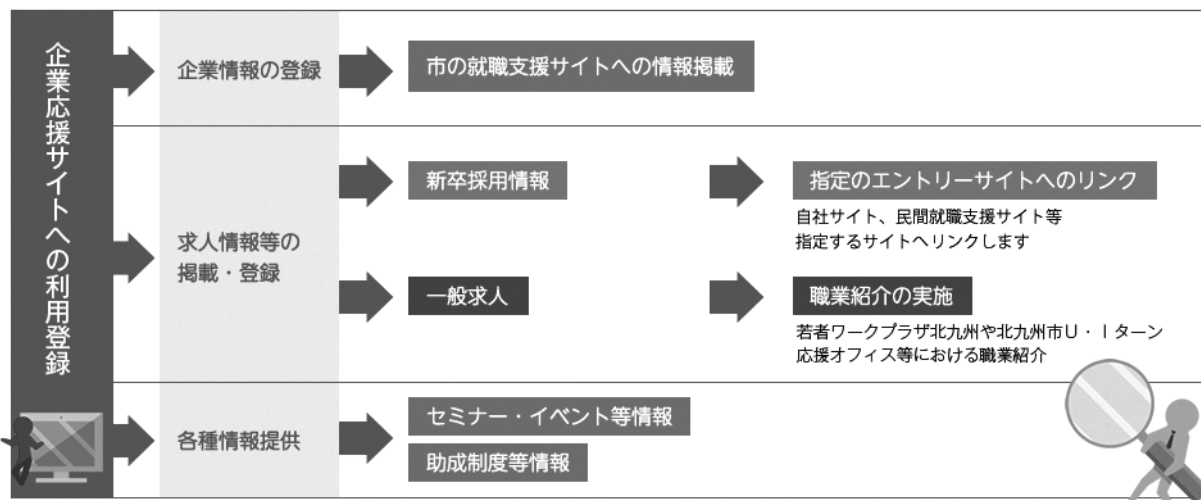 企業応援サイトへの利用登録
企業情報の登録
市の就職支援サイトへの情報掲載
求人情報等の
掲載・登録
新卒採用情報
指定のエントリーサイトへのリンク
自社サイト、民間就職支援サイト等
指定するサイトへリンクします
一般求人
職業紹介の実施
若者ワークプラザ北九州や北九州市U・Iターン
応援オフィス等における職業紹介
各種情報提供
セミナー・イベント等情報
助成制度等情報